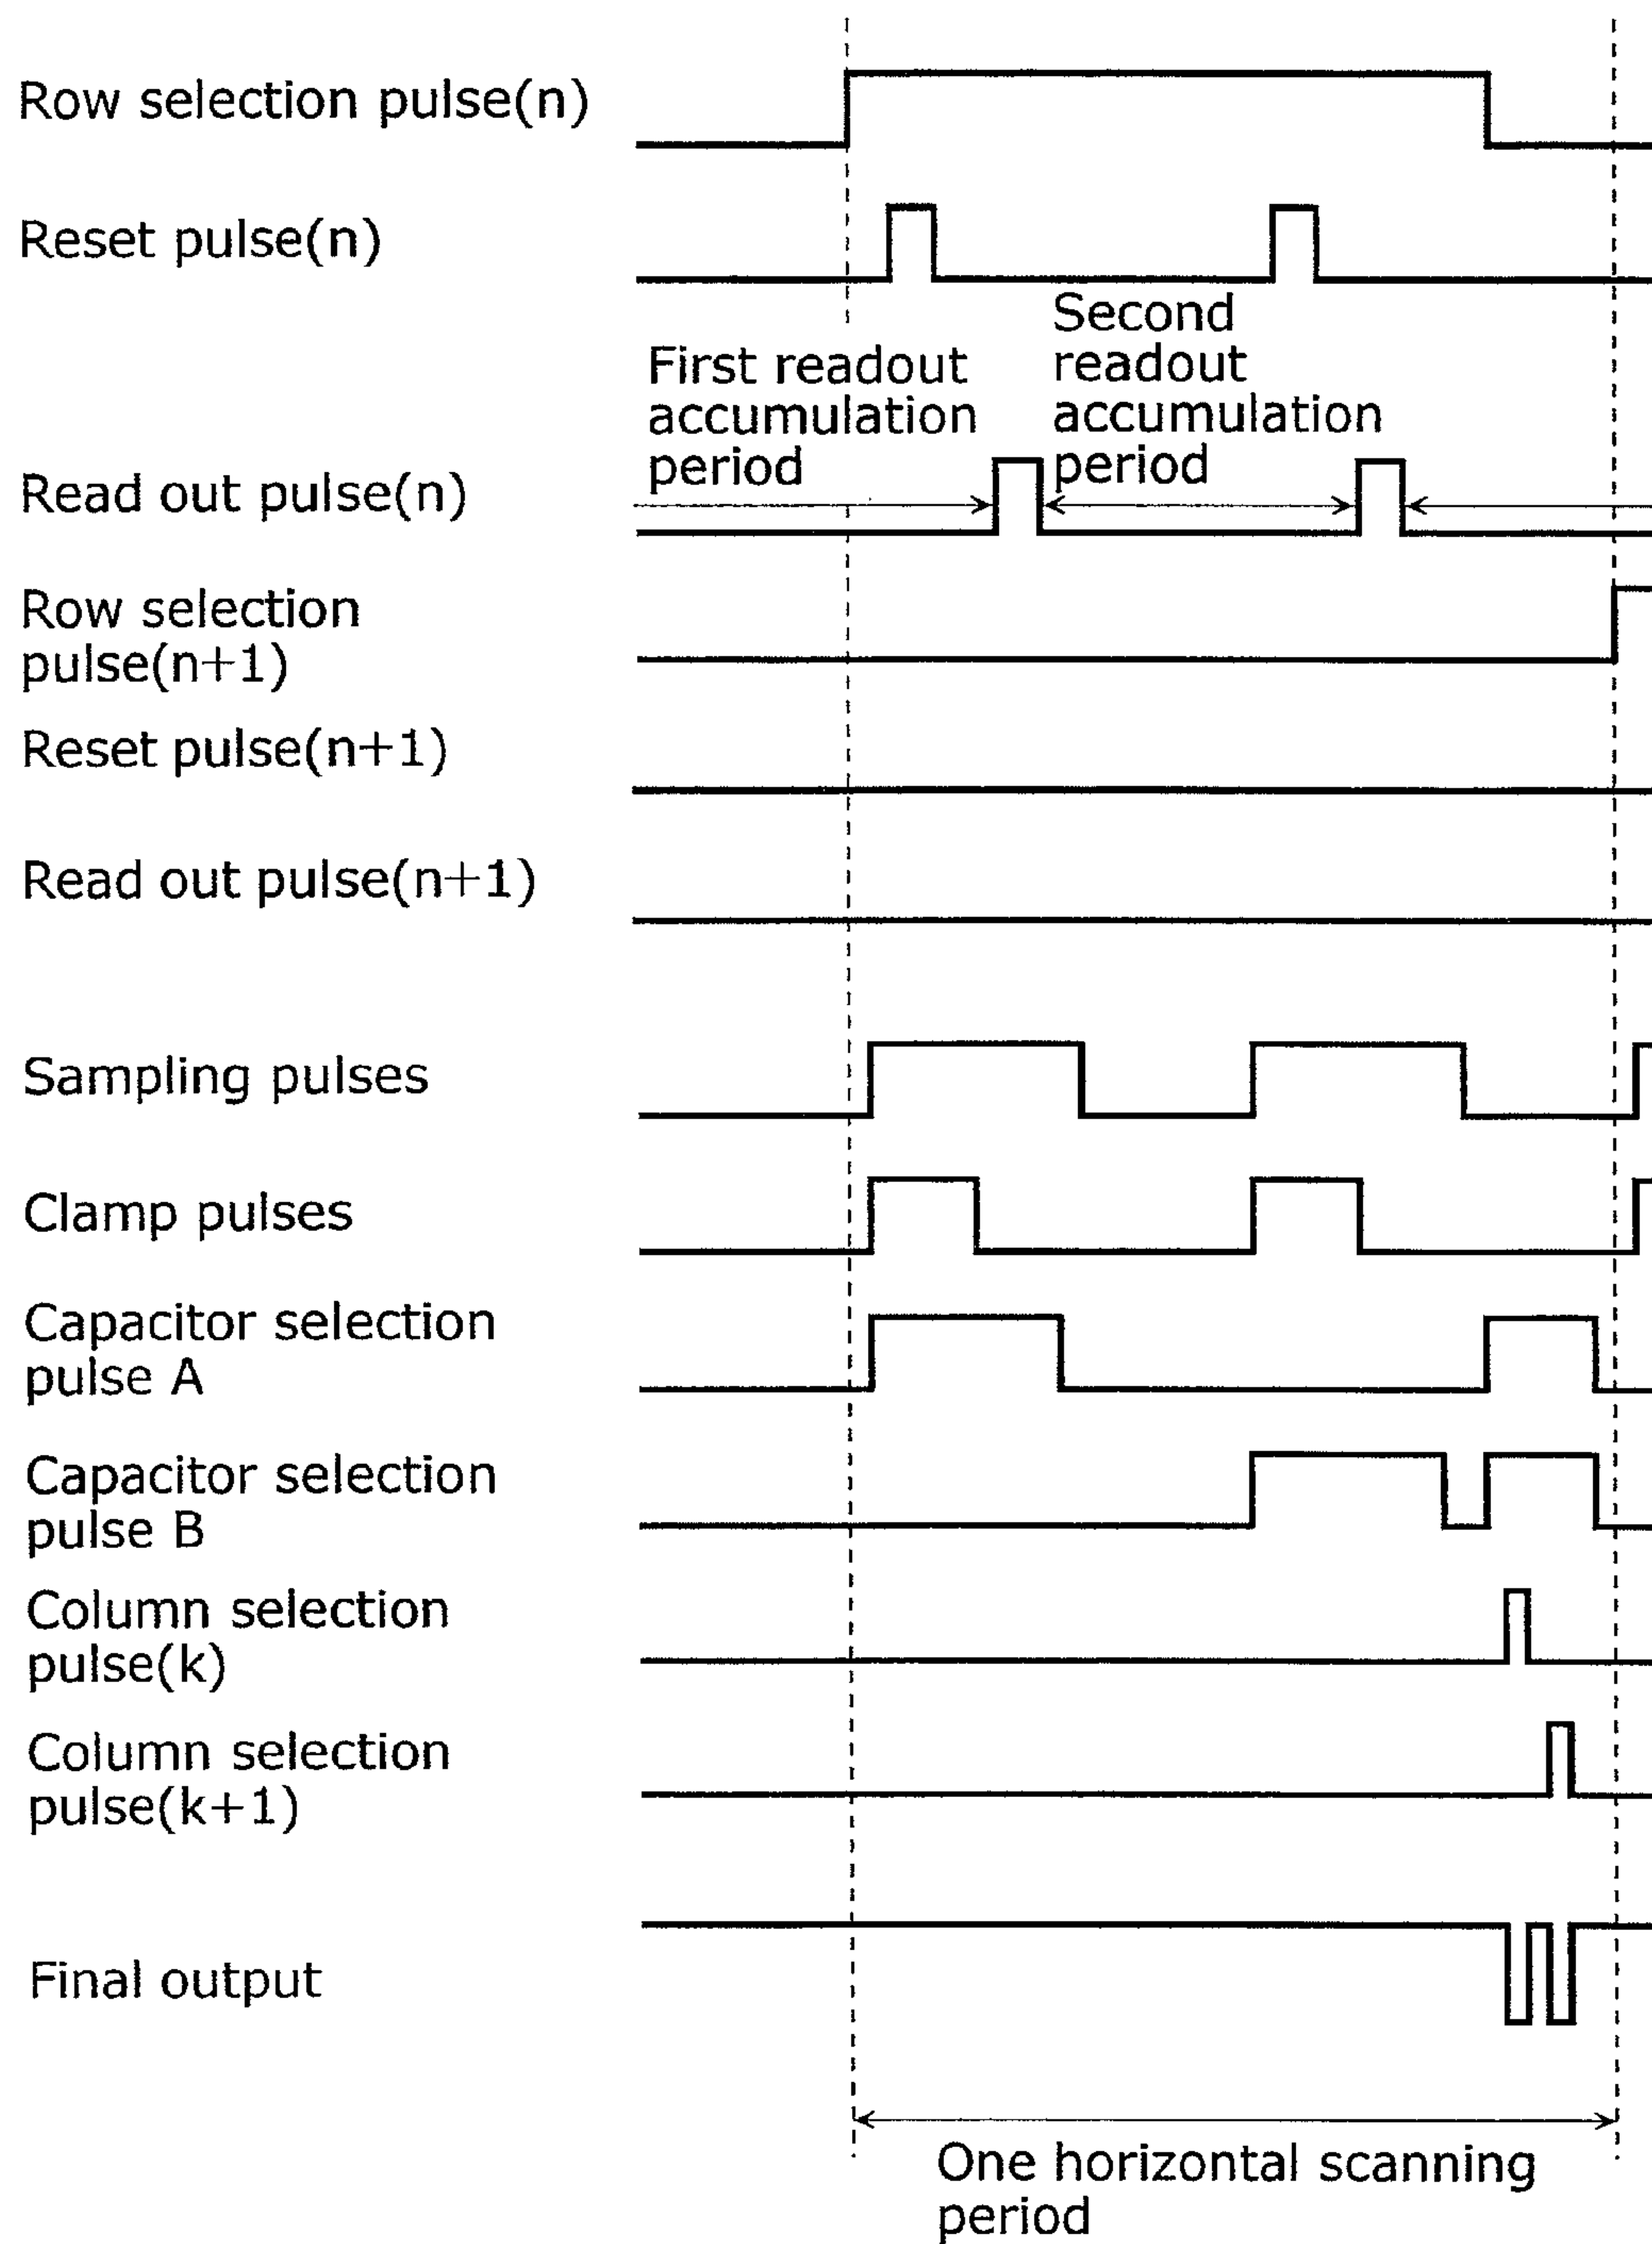 Row selection pulse(n)
Reset pulse(n)
Second
readout
accumulation
period
First readout
accumulation
period
Read out pulse(n)
Row selection
pulse(n+1)
Reset pulse(n+1)
Read out pulse(n+1)
Sampling pulses
Clamp pulses
Capacitor selection
pulse A
Capacitor selection
pulse B
Column selection
pulse(k)
Column selection
pulse(k+1)
Final output
One horizontal scanning
period